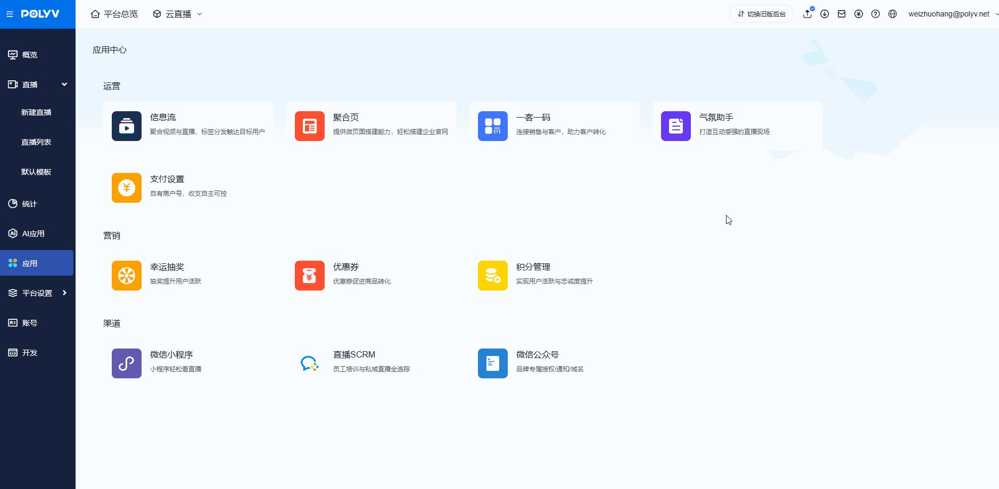 POLYV
平台总览
云直播
切换旧版后台
weizhuohang@polyv.net
概览
直播
新建直播
直播列表
默认模板
统计
AI应用
应用
平台设置
账号
开发
应用中心
运营
信息流
聚合视频与直播，标签分发触达目标用户
聚合页
提供微页面搭建能力，轻松搭建企业官网
一客一码
连接销售与客户，助力客户转化
气氛助手
打造互动感强的直播现场
支付设置
自有商户号，收支自主可控
营销
幸运抽奖
抽奖提升用户活跃
优惠券
优惠券促进商品转化
积分管理
实现用户活跃与忠诚度提升
渠道
微信小程序
小程序轻松看直播
直播SCRM
员工培训与私域直播全追踪
微信公众号
品牌专属授权/通知/域名